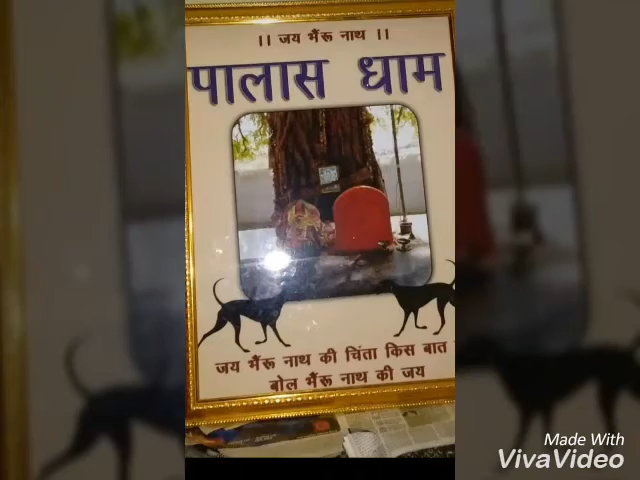 ।। जय भैंरू नाथ ।।
पालास धाम
जय भैंरू नाथ की चिंता किस बात
बोल भैंरू नाथ की जय
Made With
VivaVideo